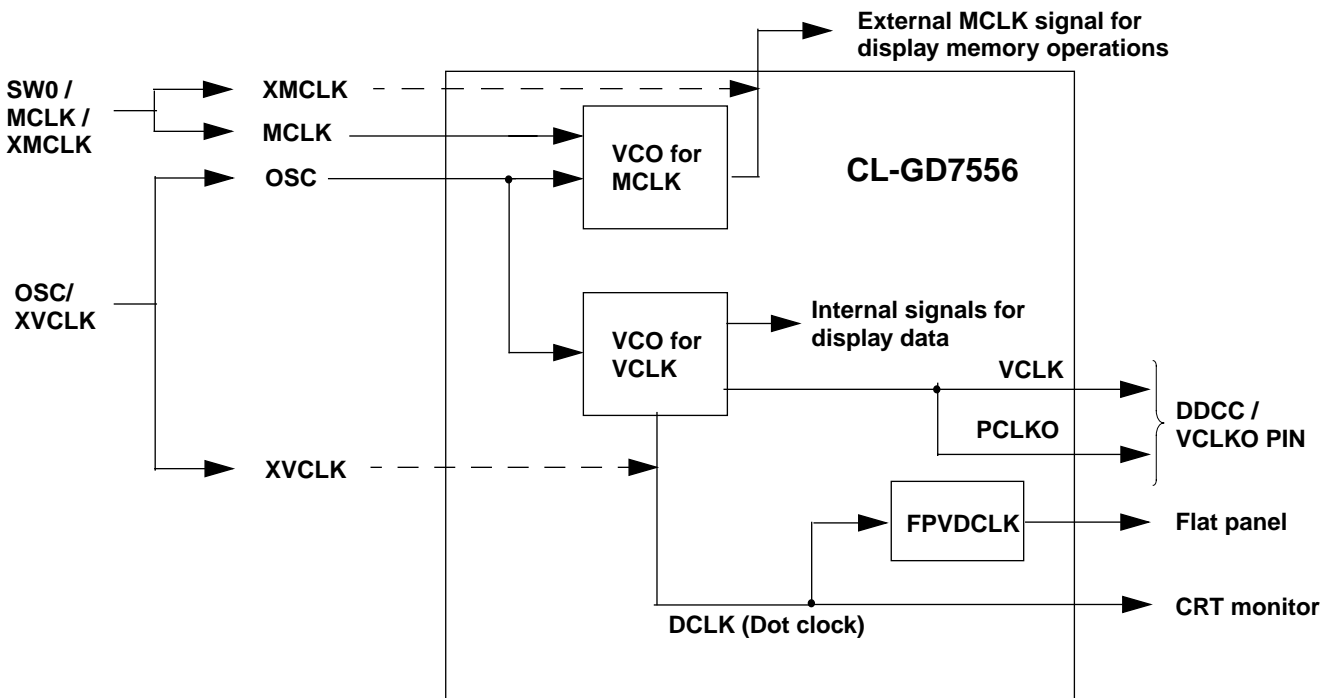 External MCLK signal for
display memory operations
SW0 /
MCLK /
XMCLK
XMCLK
MCLK
OSC
VCO for
MCLK
CL-GD7556
OSC/
XVCLK
VCO for
VCLK
Internal signals for
display data
VCLK
PCLKO
DDCC /
VCLKO PIN
XVCLK
FPVDCLK
Flat panel
CRT monitor
DCLK (Dot clock)